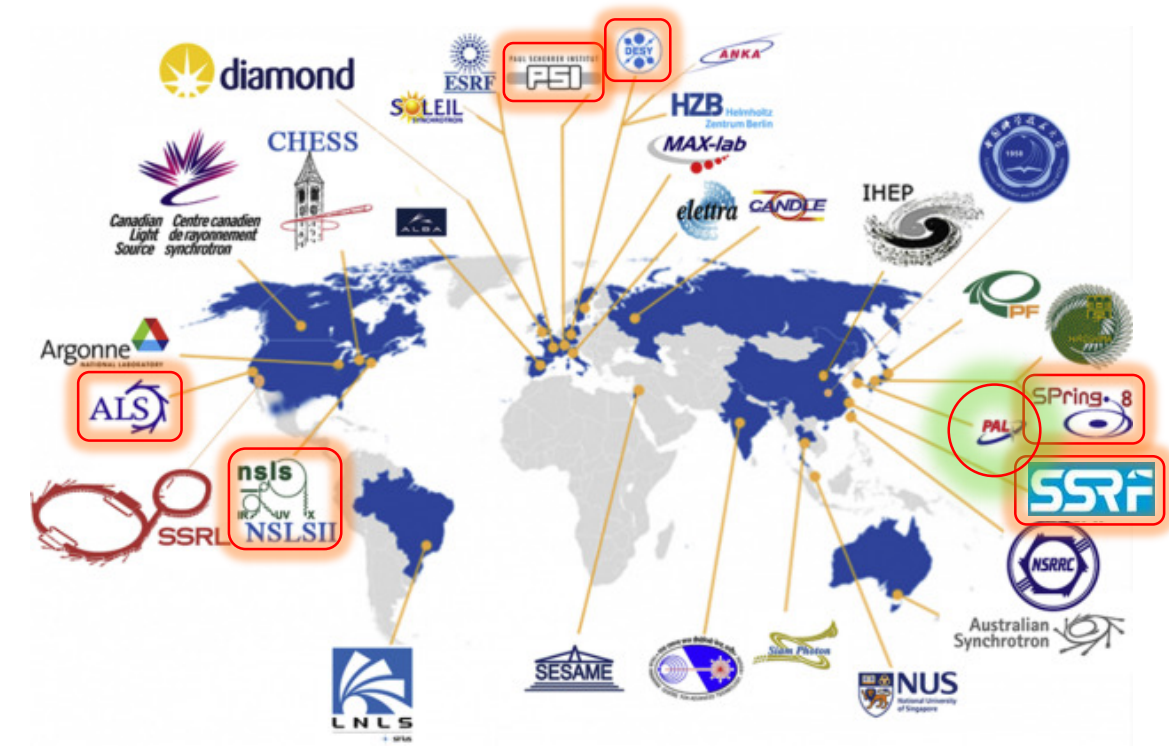 diamond
ESRF
PAUL SCHERRER INSTITUT
PSI
DESY
ANKA
SOLEIL
SYNCHROTRON
HZB Helmholtz
Zentrum Berlin
CHESS
MAX-lab
1958
Canadian Centre canadien
Light de rayonnement
Source synchrotron
ALBA
elettra
CANDLE
IHEP
PF
Argonne
NATIONAL LABORATORY
ALS
SPring. 8
PAL
nsls
IR UV X
NSLSII
SSRF
SSRL
NSRRC
Australian
Synchrotron
SESAME
Siam Photon
NUS
National University
of Singapore
LNLS
sirius